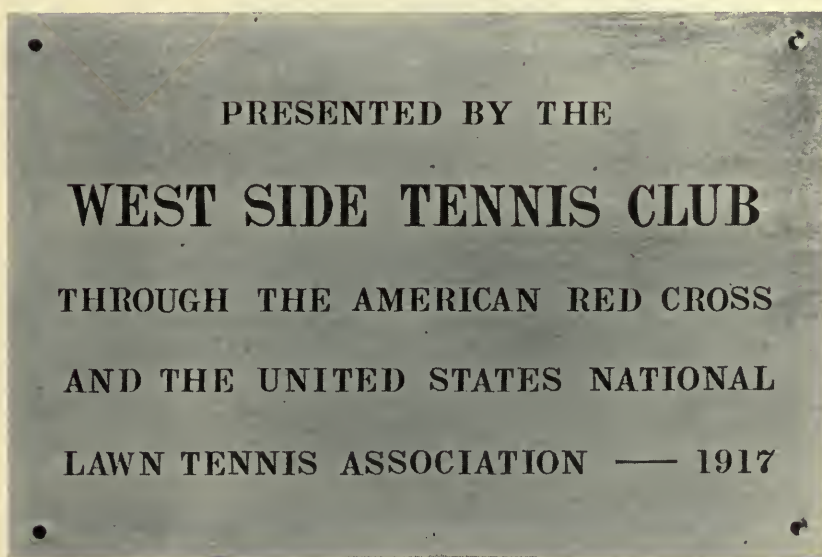 PRESENTED BY THE
WEST SIDE TENNIS CLUB
THROUGH THE AMERICAN RED CROSS
AND THE UNITED STATES NATIONAL
LAWN TENNIS ASSOCIATION — 1917